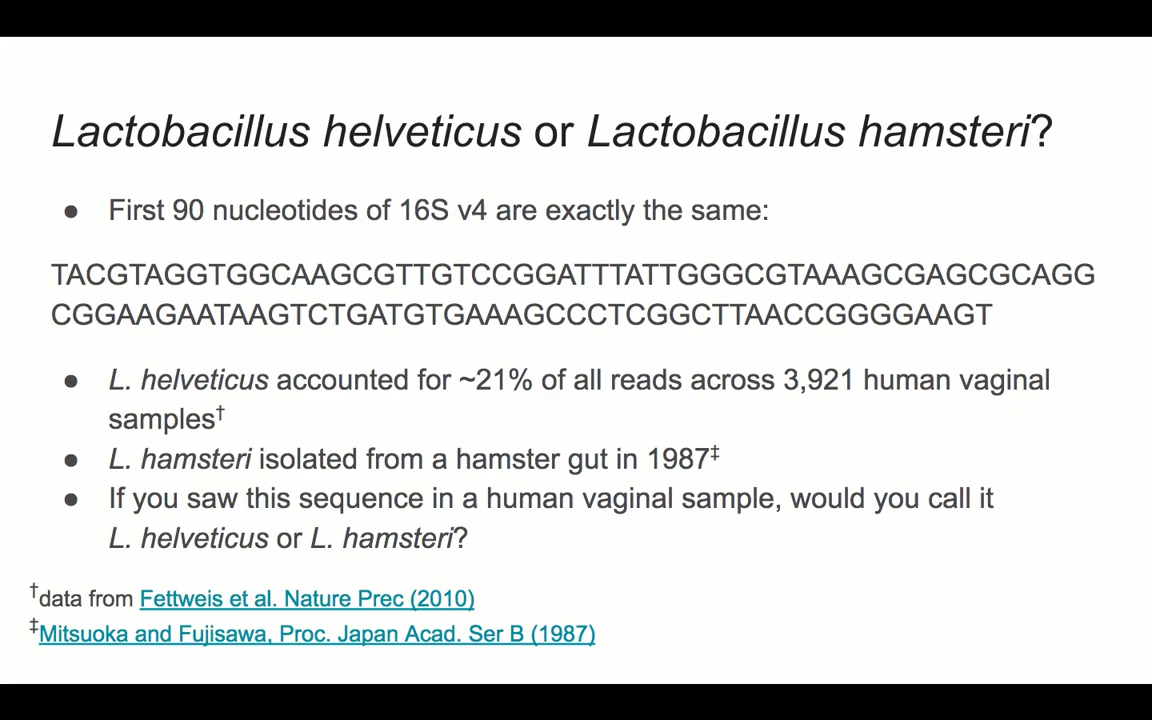 Lactobacillus helveticus or Lactobacillus hamsteri?
● First 90 nucleotides of 16S v4 are exactly the same:
TACGTAGGTGGCAAGCGTTGTCCGGATTTATTGGGCGTAAAGCGAGCGCAGG
CGGAAGAATAAGTCTGATGTGAAAGCCCTCGGCTTAACCGGGGAAGT
● L. helveticus accounted for ~21% of all reads across 3,921 human vaginal
samples†
● L. hamsteri isolated from a hamster gut in 1987‡
● If you saw this sequence in a human vaginal sample, would you call it
L. helveticus or L. hamsteri?
†data from Fettweis et al. Nature Prec (2010)
‡Mitsuoka and Fujisawa, Proc. Japan Acad. Ser B (1987)